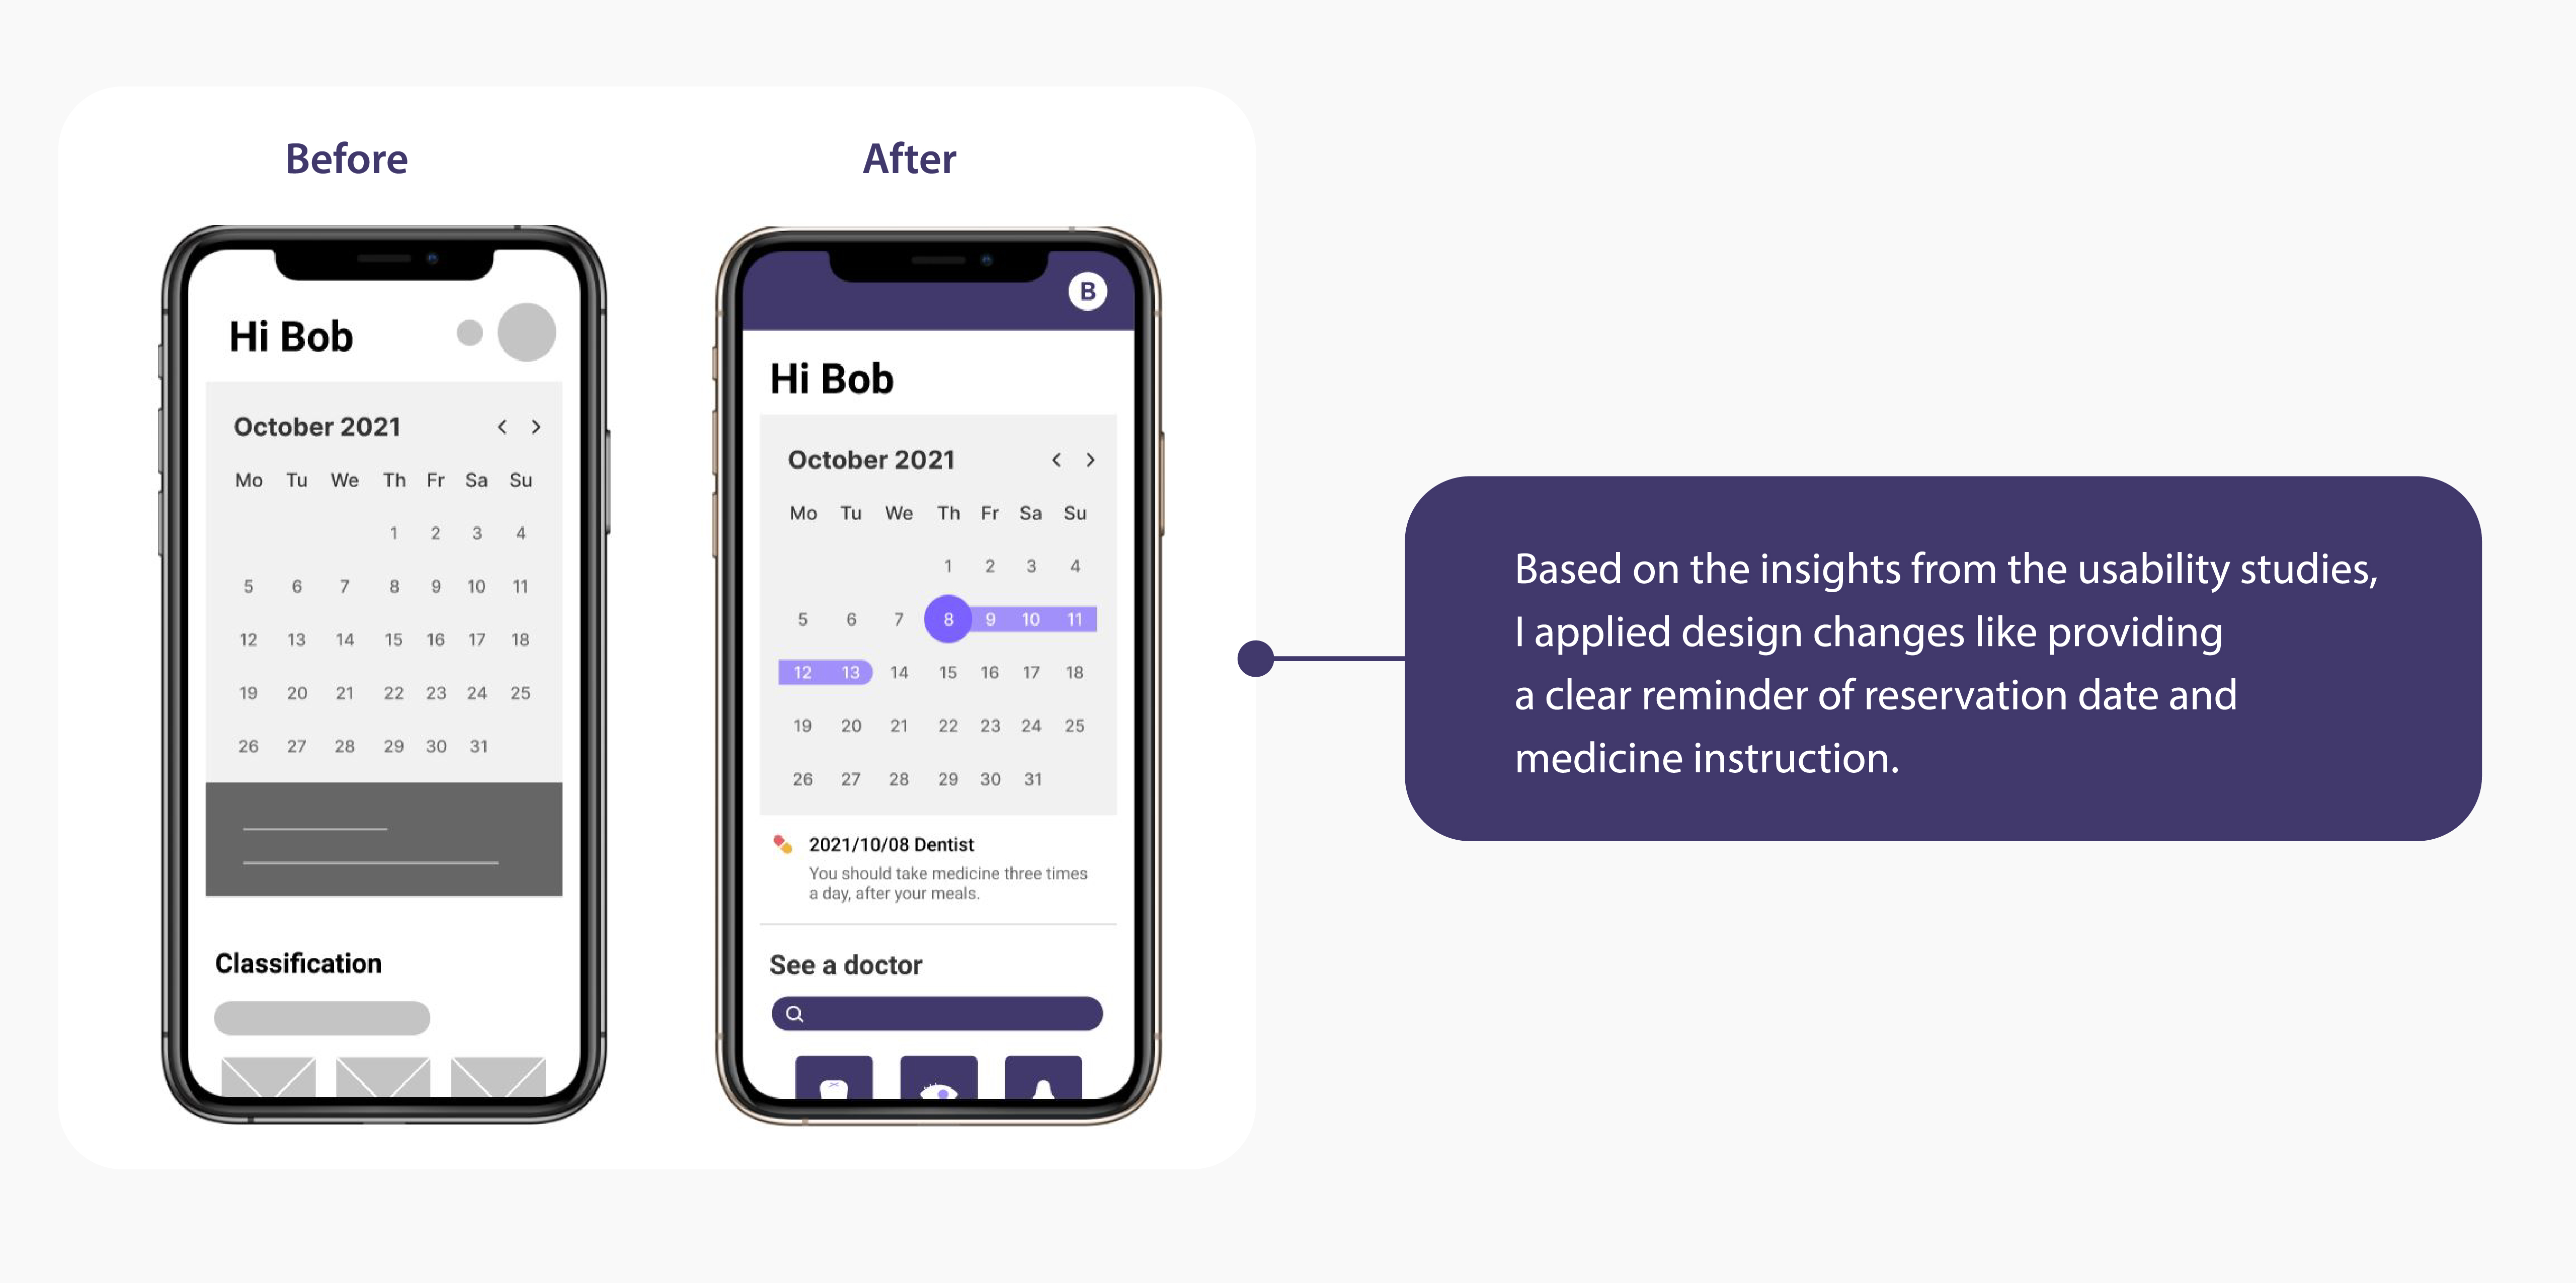 Before
Hi Bob
October 2021 < >
Mo Tu We Th Fr Sa Su
1 2 3 4
5 6 7 8 9 10 11
12 13 14 15 16 17 18
19 20 21 22 23 24 25
26 27 28 29 30 31
Classification
After
B
Hi Bob
October 2021 < >
Mo Tu We Th Fr Sa Su
1 2 3 4
5 6 7 8 9 10 11
12 13 14 15 16 17 18
19 20 21 22 23 24 25
26 27 28 29 30 31
2021/10/08 Dentist
You should take medicine three times
a day, after your meals.
See a doctor
Based on the insights from the usability studies,
I applied design changes like providing
a clear reminder of reservation date and
medicine instruction.